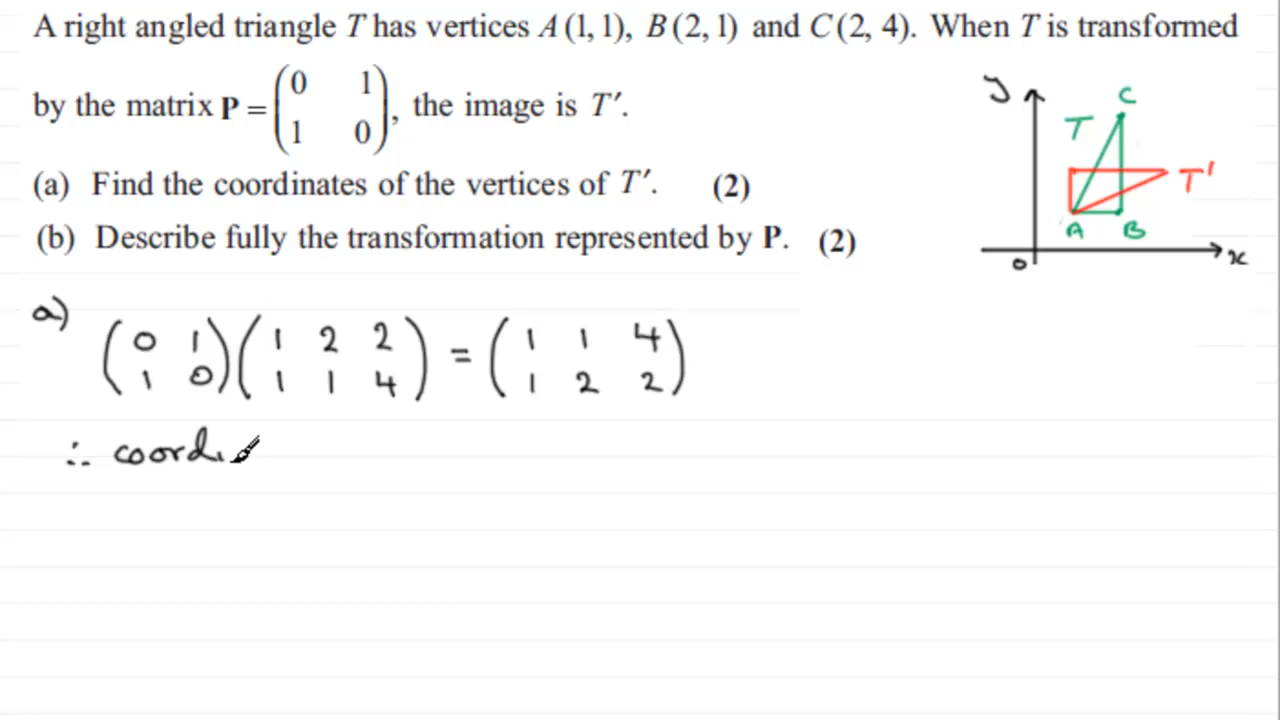 A right angled triangle T has vertices A (1, 1), B (2, 1) and C (2, 4). When T is transformed
by the matrix P = (0 1
1 0), the image is T′.
(a) Find the coordinates of the vertices of T′. (2)
(b) Describe fully the transformation represented by P. (2)
y
C
T
T'
A
B
0
x
a)
(0 1
1 0)(1 2 2
1 1 4) = (1 1 4
1 2 2)
∴ coordi